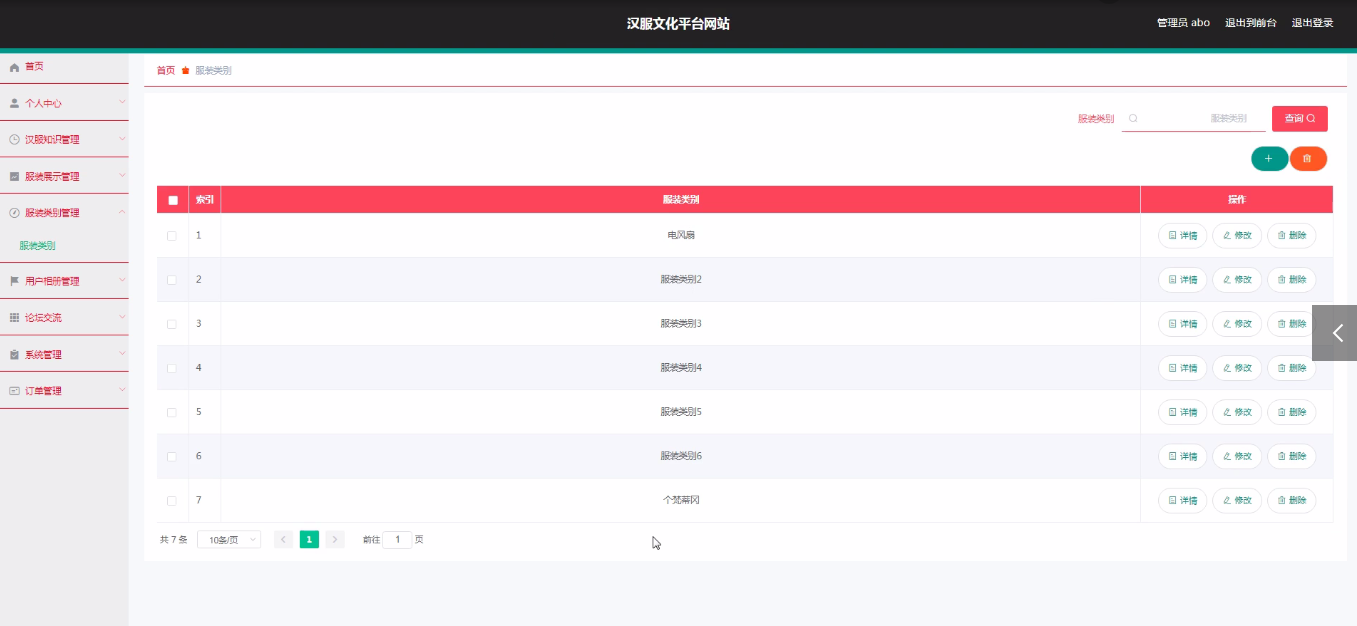 汉服文化平台网站
管理员 abo 退出到前台 退出登录
首页
个人中心
汉服知识管理
服装展示管理
服装类别管理
服装类别
用户相册管理
论坛交流
系统管理
订单管理
首页 服装类别
服装类别 服装类别 查询
索引 服装类别 操作
1 电风扇 详情 修改 删除
2 服装类别2 详情 修改 删除
3 服装类别3 详情 修改 删除
4 服装类别4 详情 修改 删除
5 服装类别5 详情 修改 删除
6 服装类别6 详情 修改 删除
7 个梵蒂冈 详情 修改 删除
共 7 条 10条/页 1 前往 1 页